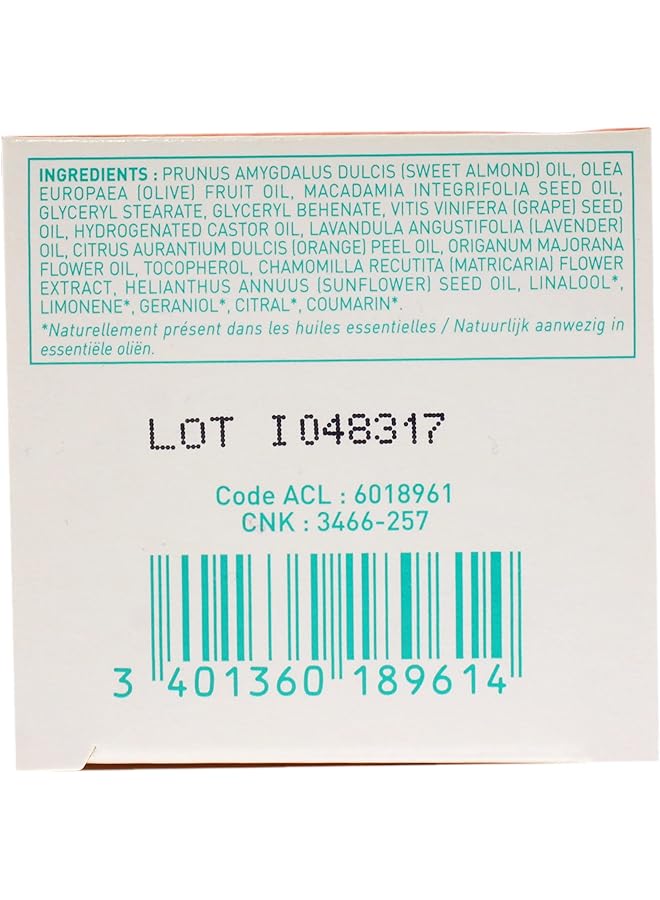 INGREDIENTS : PRUNUS AMYGDALUS DULCIS (SWEET ALMOND) OIL, OLEA
EUROPAEA (OLIVE) FRUIT OIL, MACADAMIA INTEGRIFOLIA SEED OIL,
GLYCERYL STEARATE, GLYCERYL BEHENATE, VITIS VINIFERA (GRAPE) SEED
OIL, HYDROGENATED CASTOR OIL, LAVANDULA ANGUSTIFOLIA (LAVENDER)
OIL, CITRUS AURANTIUM DULCIS (ORANGE) PEEL OIL, ORIGANUM MAJORANA
FLOWER OIL, TOCOPHEROL, CHAMOMILLA RECUTITA (MATRICARIA) FLOWER
EXTRACT, HELIANTHUS ANNUUS (SUNFLOWER) SEED OIL, LINALOOL*,
LIMONENE*, GERANIOL*, CITRAL*, COUMARIN*.
*Naturellement présent dans les huiles essentielles / Natuurlijk aanwezig in
essentiële oliën.
LOT I048317
Code ACL : 6018961
CNK : 3466-257
3 401360 189614